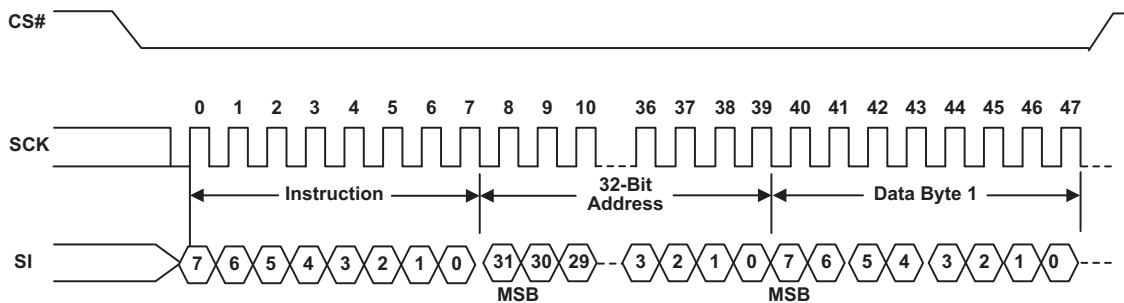 CS#
0 1 2 3 4 5 6 7 8 9 10 36 37 38 39 40 41 42 43 44 45 46 47
SCK
Instruction
32-Bit
Address
Data Byte 1
SI
7 6 5 4 3 2 1 0 31 30 29 3 2 1 0 7 6 5 4 3 2 1 0
MSB MSB